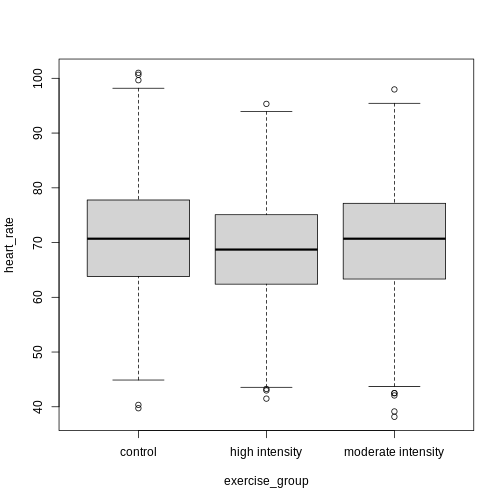 100
90
80
70
60
50
40
heart_rate
control
high intensity
moderate intensity
exercise_group